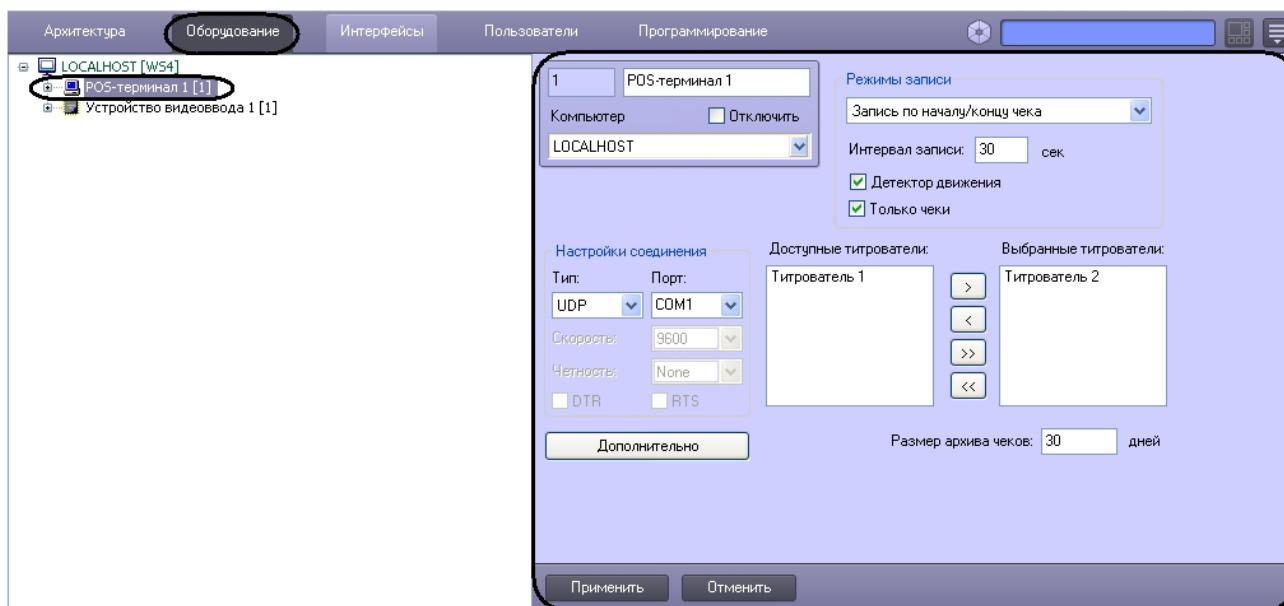 Архитектура Оборудование Интерфейсы Пользователи Программирование
LOCALHOST [WS4]
POS-терминал 1 [1]
Устройство видеоввода 1 [1]
1 POS-терминал 1
Компьютер Отключить
LOCALHOST
Режимы записи
Запись по началу/концу чека
Интервал записи: 30 сек
Детектор движения
Только чеки
Настройки соединения
Тип: Порт:
UDP COM1
Скорость: 9600
Четность: None
DTR RTS
Дополнительно
Доступные титрователи: Выбранные титрователи:
Титрователь 1 Титрователь 2
>
<
>>
<<
Размер архива чеков: 30 дней
Применить Отменить